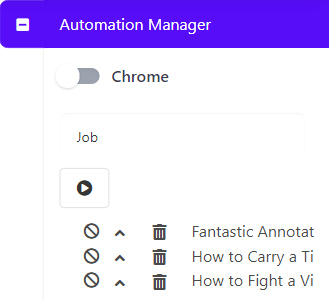 Automation Manager
Chrome
Job
Fantastic Annotat
How to Carry a Ti
How to Fight a Vi